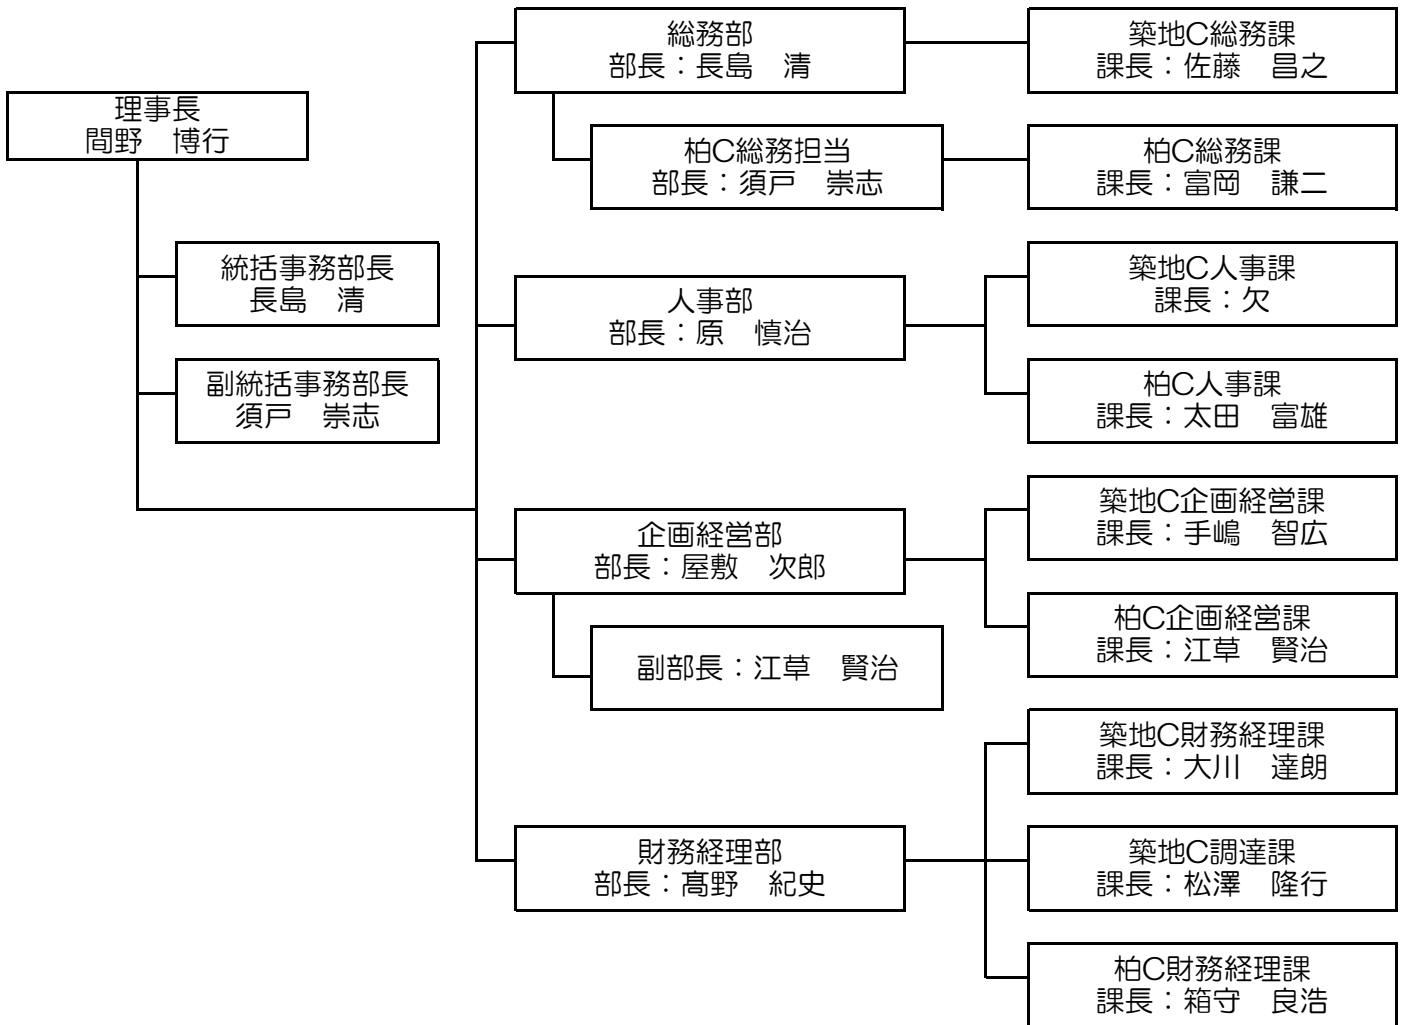 理事長
間野　博行
統括事務部長
長島　清
副統括事務部長
須戸　崇志
総務部
部長：長島　清
柏C総務担当
部長：須戸　崇志
人事部
部長：原　慎治
企画経営部
部長：屋敷　次郎
副部長：江草　賢治
財務経理部
部長：髙野　紀史
築地C総務課
課長：佐藤　昌之
柏C総務課
課長：富岡　謙二
築地C人事課
課長：欠
柏C人事課
課長：太田　富雄
築地C企画経営課
課長：手嶋　智広
柏C企画経営課
課長：江草　賢治
築地C財務経理課
課長：大川　達朗
築地C調達課
課長：松澤　隆行
柏C財務経理課
課長：箱守　良浩